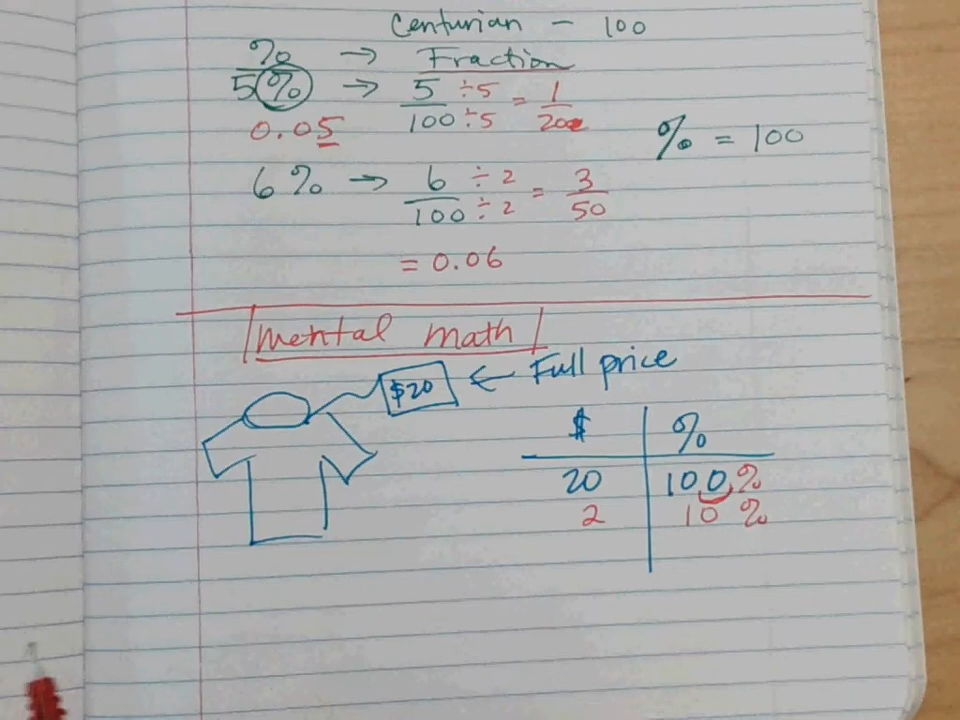 Centurian - 100
% → Fraction
5% → 5/100 ÷5/÷5 = 1/20
0.05
% = 100
6% → 6/100 ÷2/÷2 = 3/50
= 0.06
mental math
$20 ← Full price
$ %
20 100%
2 10%